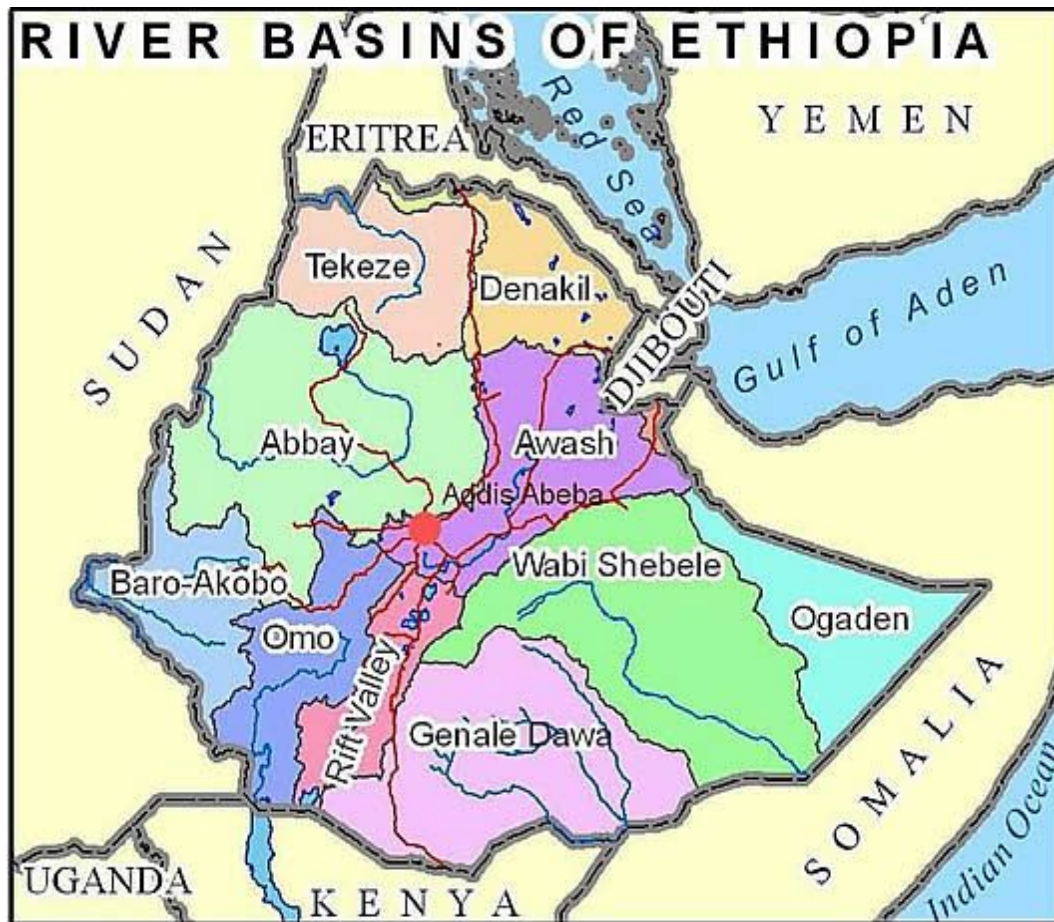 RIVER BASINS OF ETHIOPIA
YEMEN
ERITREA
Red Sea
SUDAN
Tekeze
Denakil
DJIBOUTI
Gulf of Aden
Abbay
Awash
Addis Abeba
Baro-Akobo
Wabi Shebele
Omo
Ogaden
Rift Valley
Genale Dawa
SOMALIA
UGANDA
KENYA
Indian Ocean